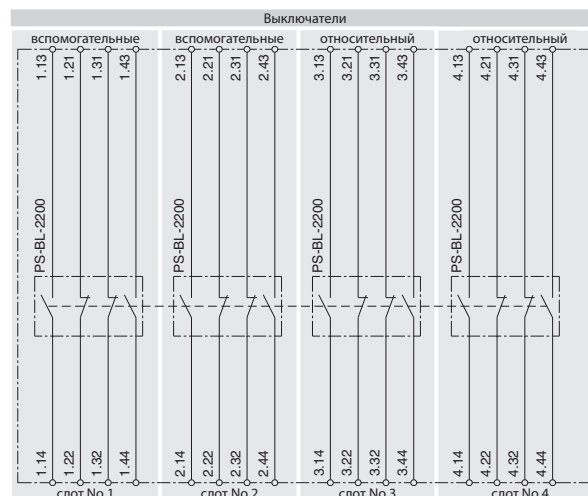 Выключатели
вспомогательные вспомогательные относительный относительный
1.13 1.21 1.31 1.43 2.13 2.21 2.31 2.43 3.13 3.21 3.31 3.43 4.13 4.21 4.31 4.43
PS-BL-2200 PS-BL-2200 PS-BL-2200 PS-BL-2200
1.14 1.22 1.32 1.44 2.14 2.22 2.32 2.44 3.14 3.22 3.32 3.44 4.14 4.22 4.32 4.44
слот No 1 слот No 2 слот No 3 слот No 4